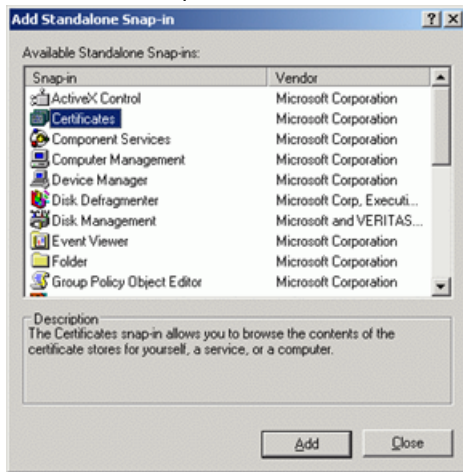 Add Standalone Snap-in
Available Standalone Snap-ins:
Snap-in Vendor
ActiveX Control Microsoft Corporation
Certificates Microsoft Corporation
Component Services Microsoft Corporation
Computer Management Microsoft Corporation
Device Manager Microsoft Corporation
Disk Defragmenter Microsoft Corp, Executi...
Disk Management Microsoft and VERITAS...
Event Viewer Microsoft Corporation
Folder Microsoft Corporation
Group Policy Object Editor Microsoft Corporation
Description
The Certificates snap-in allows you to browse the contents of the
certificate stores for yourself, a service, or a computer.
Add Close